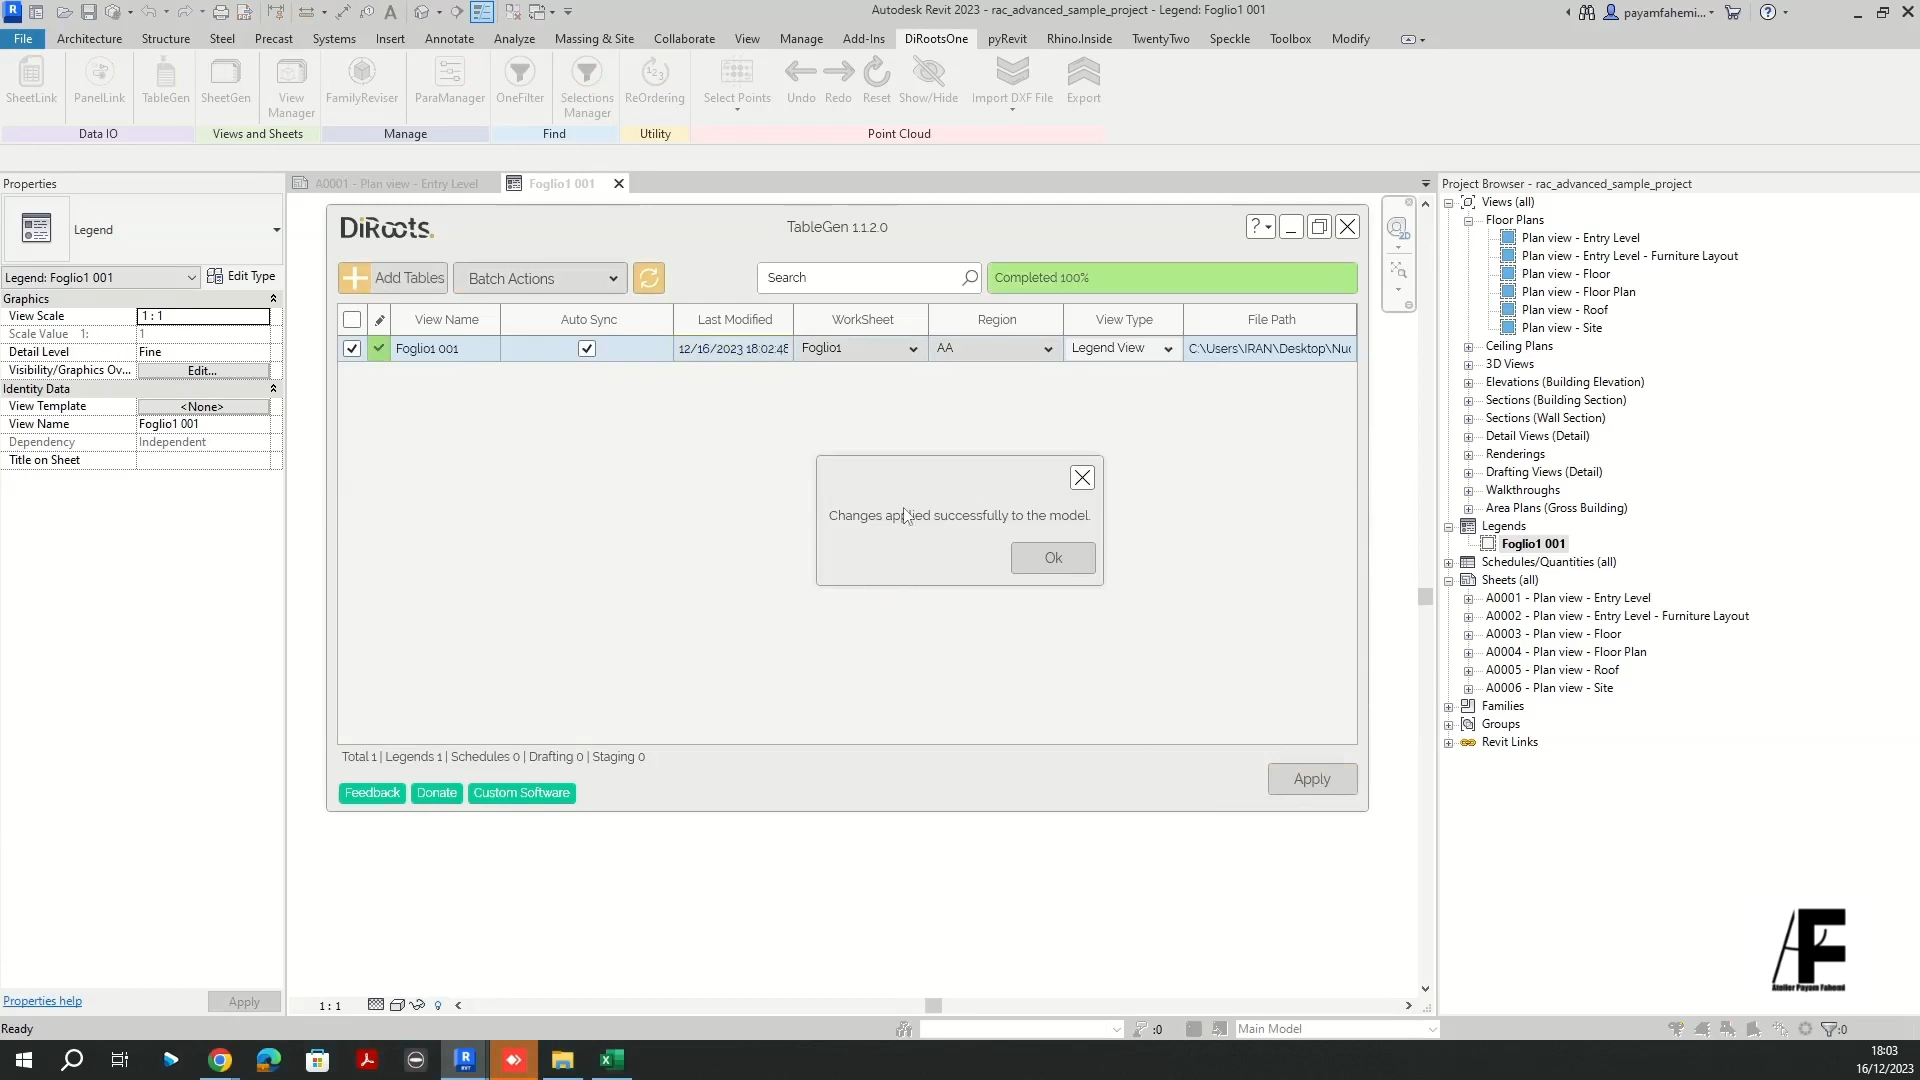 Autodesk Revit 2023 - rac_advanced_sample_project - Legend: Foglio1 001
payamfahemi...
File Architecture Structure Steel Precast Systems Insert Annotate Analyze Massing & Site Collaborate View Manage Add-Ins DiRootsOne pyRevit Rhino.Inside TwentyTwo Speckle Toolbox Modify
SheetLink PanelLink TableGen SheetGen View Manager FamilyReviser ParaManager OneFilter Selections Manager ReOrdering Select Points Undo Redo Reset Show/Hide Import DXF File Export
Data IO Views and Sheets Manage Find Utility Point Cloud
Properties
Legend
Legend: Foglio1 001 Edit Type
Graphics
View Scale 1 : 1
Scale Value 1: 1
Detail Level Fine
Visibility/Graphics Ov... Edit...
Identity Data
View Template <None>
View Name Foglio1 001
Dependency Independent
Title on Sheet
Properties help Apply
A0001 - Plan view - Entry Level Foglio1 001
DiRoots. TableGen 1.1.2.0
Add Tables Batch Actions Search Completed 100%
View Name Auto Sync Last Modified WorkSheet Region View Type File Path
Foglio1 001 12/16/2023 18:02:48 Foglio1 AA Legend View C:\Users\IRAN\Desktop\Nuc
Changes applied successfully to the model.
Ok
Total 1 | Legends 1 | Schedules 0 | Drafting 0 | Staging 0
Apply
Feedback Donate Custom Software
Project Browser - rac_advanced_sample_project
Views (all)
Floor Plans
Plan view - Entry Level
Plan view - Entry Level - Furniture Layout
Plan view - Floor
Plan view - Floor Plan
Plan view - Roof
Plan view - Site
Ceiling Plans
3D Views
Elevations (Building Elevation)
Sections (Building Section)
Sections (Wall Section)
Detail Views (Detail)
Renderings
Drafting Views (Detail)
Walkthroughs
Area Plans (Gross Building)
Legends
Foglio1 001
Schedules/Quantities (all)
Sheets (all)
A0001 - Plan view - Entry Level
A0002 - Plan view - Entry Level - Furniture Layout
A0003 - Plan view - Floor
A0004 - Plan view - Floor Plan
A0005 - Plan view - Roof
A0006 - Plan view - Site
Families
Groups
Revit Links
AF
Atelier Payam Fahemi
1 : 1
Ready :0 Main Model :0
18:03
16/12/2023